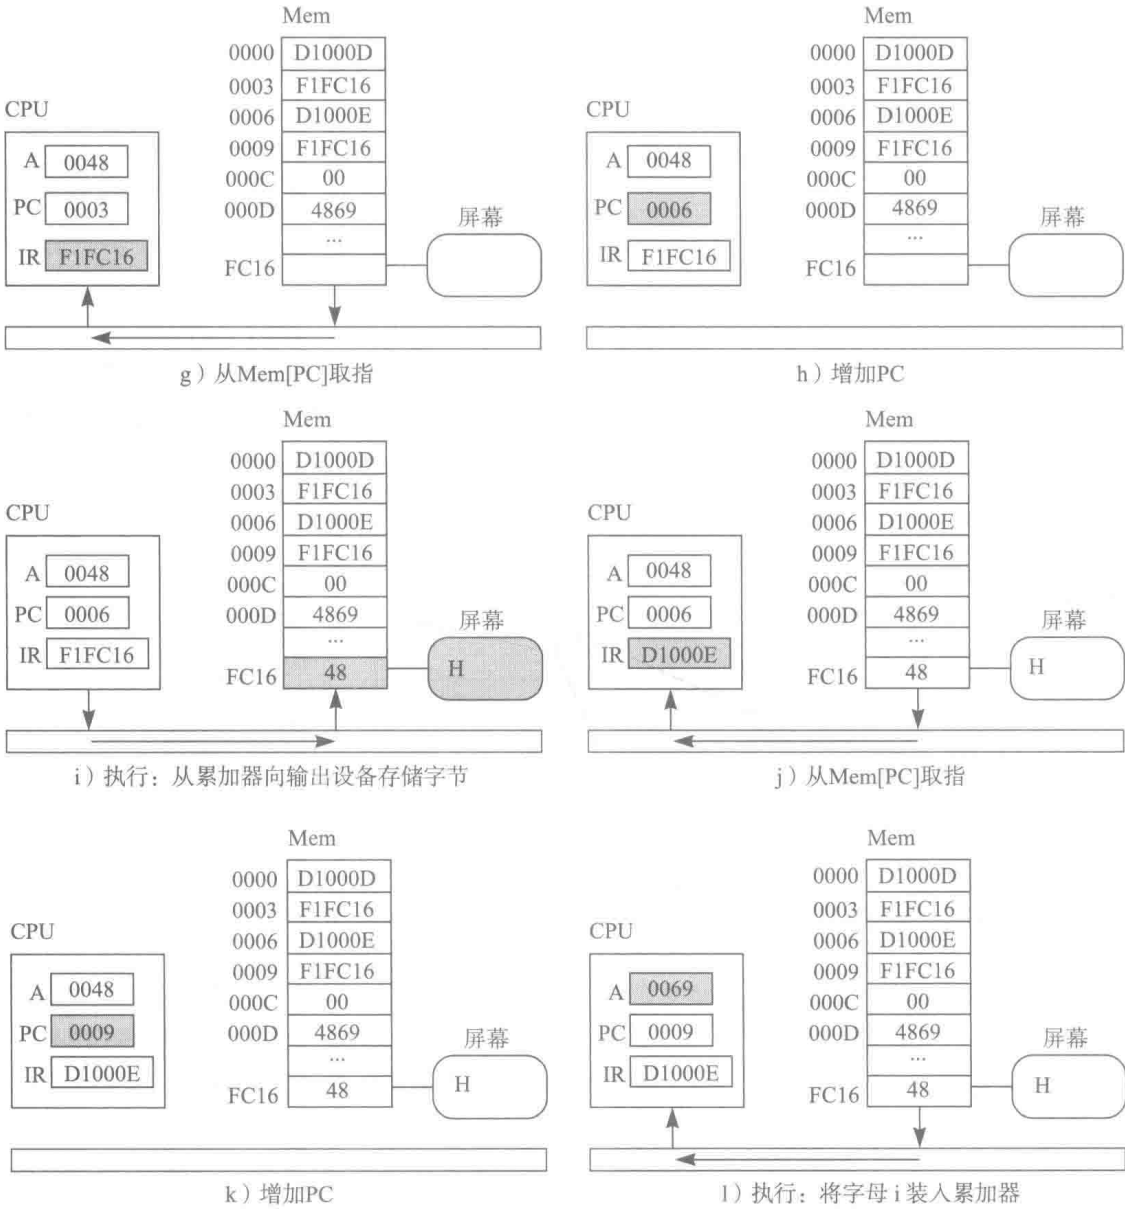 Mem
0000 D1000D
0003 F1FC16
0006 D1000E
0009 F1FC16
000C 00
000D 4869
...
FC16
CPU
A 0048
PC 0003
IR F1FC16
屏幕
g）从Mem[PC]取指
Mem
0000 D1000D
0003 F1FC16
0006 D1000E
0009 F1FC16
000C 00
000D 4869
...
FC16
CPU
A 0048
PC 0006
IR F1FC16
屏幕
h）增加PC
Mem
0000 D1000D
0003 F1FC16
0006 D1000E
0009 F1FC16
000C 00
000D 4869
...
FC16 48
CPU
A 0048
PC 0006
IR F1FC16
屏幕
H
i）执行：从累加器向输出设备存储字节
Mem
0000 D1000D
0003 F1FC16
0006 D1000E
0009 F1FC16
000C 00
000D 4869
...
FC16 48
CPU
A 0048
PC 0006
IR D1000E
屏幕
H
j）从Mem[PC]取指
Mem
0000 D1000D
0003 F1FC16
0006 D1000E
0009 F1FC16
000C 00
000D 4869
...
FC16 48
CPU
A 0048
PC 0009
IR D1000E
屏幕
H
k）增加PC
Mem
0000 D1000D
0003 F1FC16
0006 D1000E
0009 F1FC16
000C 00
000D 4869
...
FC16 48
CPU
A 0069
PC 0009
IR D1000E
屏幕
H
l）执行：将字母 i 装入累加器